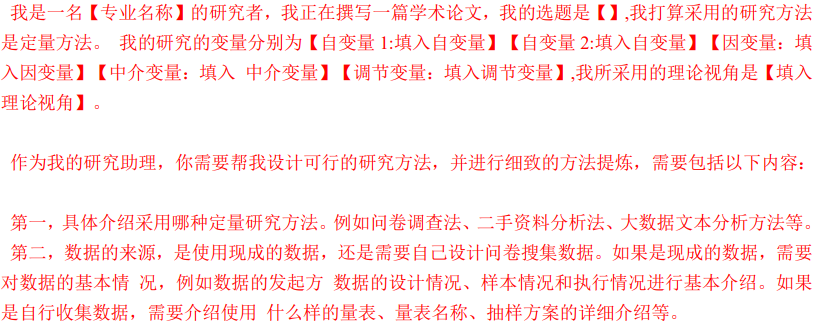 我是一名【专业名称】的研究者，我正在撰写一篇学术论文，我的选题是【】,我打算采用的研究方法
是定量方法。 我的研究的变量分别为【自变量 1:填入自变量】【自变量 2:填入自变量】【因变量：填
入因变量】【中介变量：填入 中介变量】【调节变量：填入调节变量】,我所采用的理论视角是【填入
理论视角】。
作为我的研究助理，你需要帮我设计可行的研究方法，并进行细致的方法提炼，需要包括以下内容：
第一，具体介绍采用哪种定量研究方法。例如问卷调查法、二手资料分析法、大数据文本分析方法等。
第二，数据的来源，是使用现成的数据，还是需要自己设计问卷搜集数据。如果是现成的数据，需要
对数据的基本情 况，例如数据的发起方 数据的设计情况、样本情况和执行情况进行基本介绍。如果
是自行收集数据，需要介绍使用 什么样的量表、量表名称、抽样方案的详细介绍等。